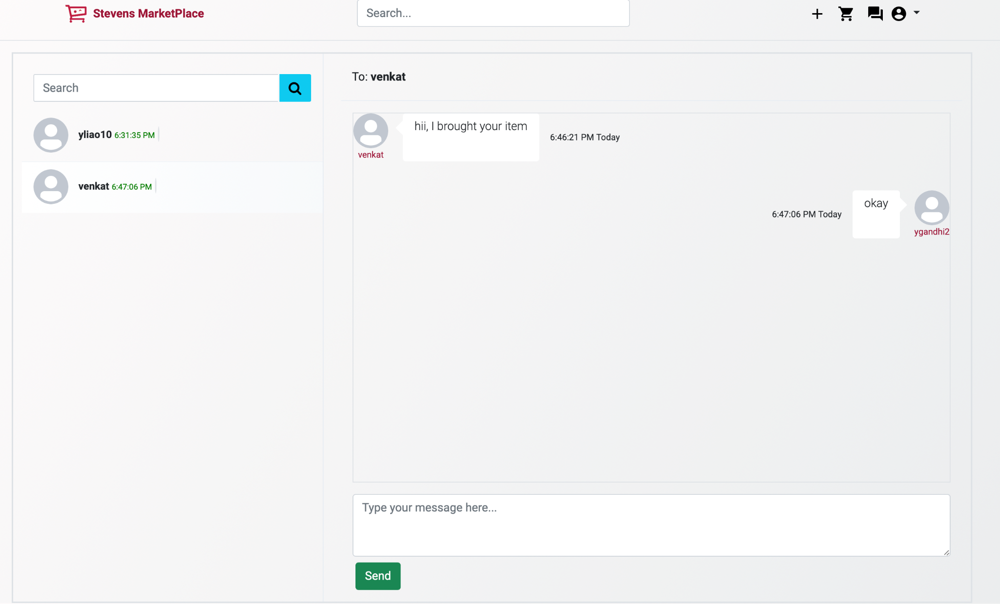 Stevens MarketPlace
Search...
Search
yliao10 6:31:35 PM
venkat 6:47:06 PM
To: venkat
hii, I brought your item
6:46:21 PM Today
venkat
okay
6:47:06 PM Today
ygandhi2
Type your message here...
Send